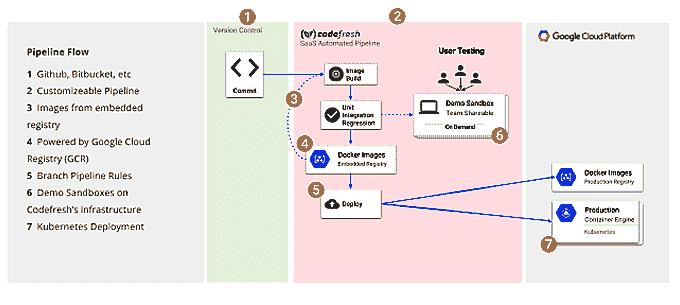 Pipeline Flow
1 Github, Bitbucket, etc
2 Customizeable Pipeline
3 Images from embedded
registry
4 Powered by Google Cloud
Registry (GCR)
5 Branch Pipeline Rules
6 Demo Sandboxes on
Codefresh's infrastructure
7 Kubernetes Deployment
1
Version Control
Commit
2
codefresh
SaaS Automated Pipeline
User Testing
Image
Build
3
Unit
Integration
Regression
Demo Sandbox
Team Shareable
On Demand
6
4
Docker Images
Embedded Registry
5
Deploy
Google Cloud Platform
Docker Images
Production Registry
Production
Container Engine
Kubernetes
7